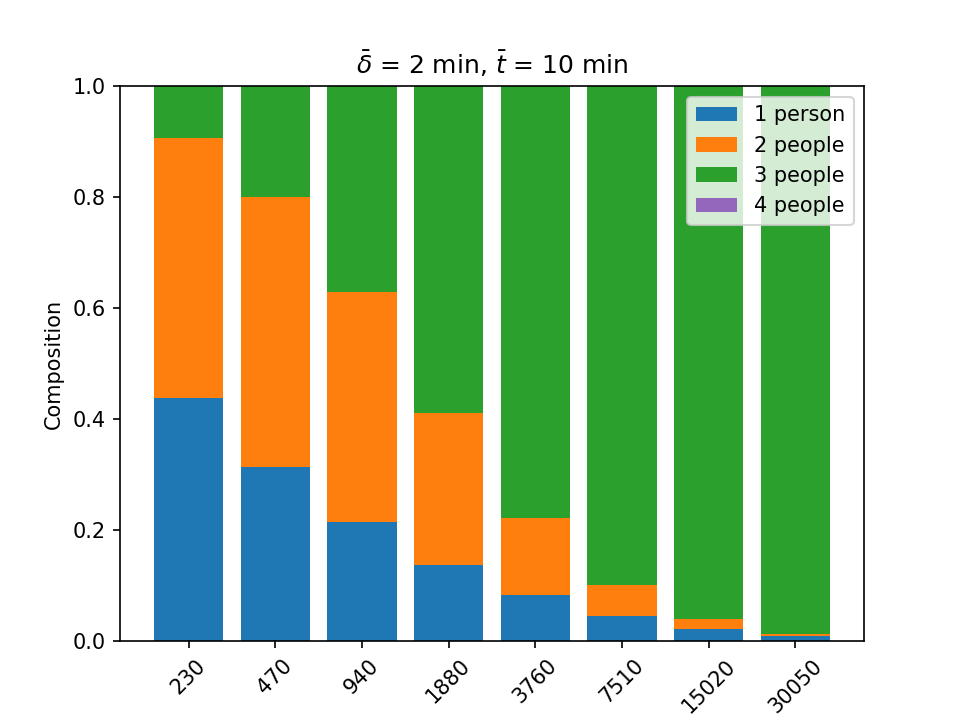 δ̄ = 2 min, t̄ = 10 min
1.0
0.8
0.6
0.4
0.2
0.0
Composition
1 person
2 people
3 people
4 people
230
470
940
1880
3760
7510
15020
30050